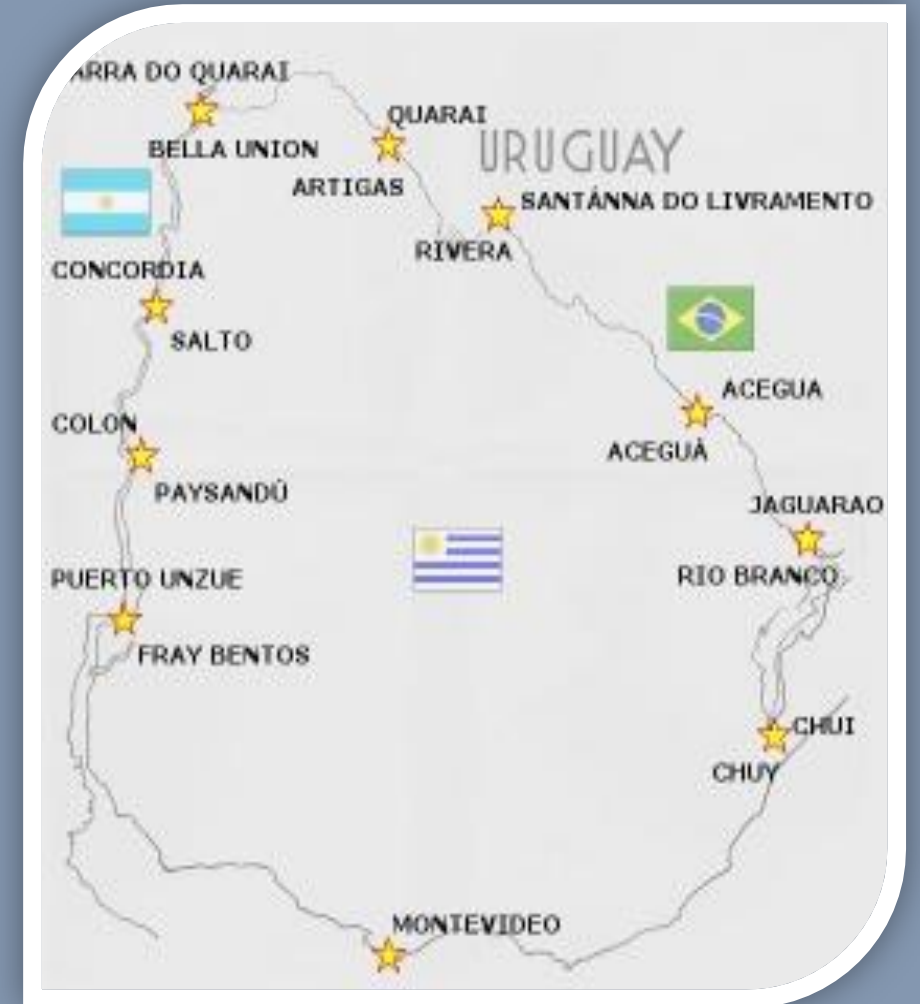 ARRA DO QUARAI
BELLA UNION
QUARAI
URUGUAY
ARTIGAS
SANTÁNNA DO LIVRAMENTO
RIVERA
CONCORDIA
SALTO
ACEGUA
COLON
ACEGUÁ
PAYSANDÚ
JAGUARAO
PUERTO UNZUE
RIO BRANCO
FRAY BENTOS
CHUI
CHUY
MONTEVIDEO